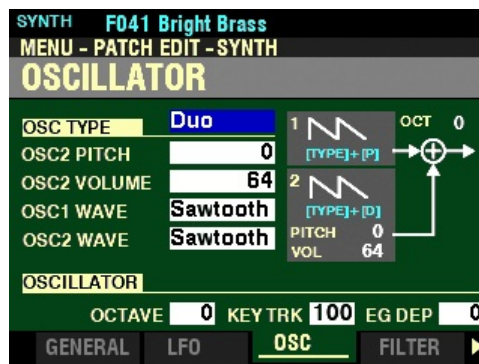 SYNTH F041 Bright Brass
MENU - PATCH EDIT - SYNTH
OSCILLATOR
OSC TYPE Duo
OSC2 PITCH 0
OSC2 VOLUME 64
OSC1 WAVE Sawtooth
OSC2 WAVE Sawtooth
1
[TYPE]+[P]
OCT 0
2
[TYPE]+[D]
PITCH 0
VOL 64
OSCILLATOR
OCTAVE 0 KEY TRK 100 EG DEP 0
GENERAL LFO OSC FILTER